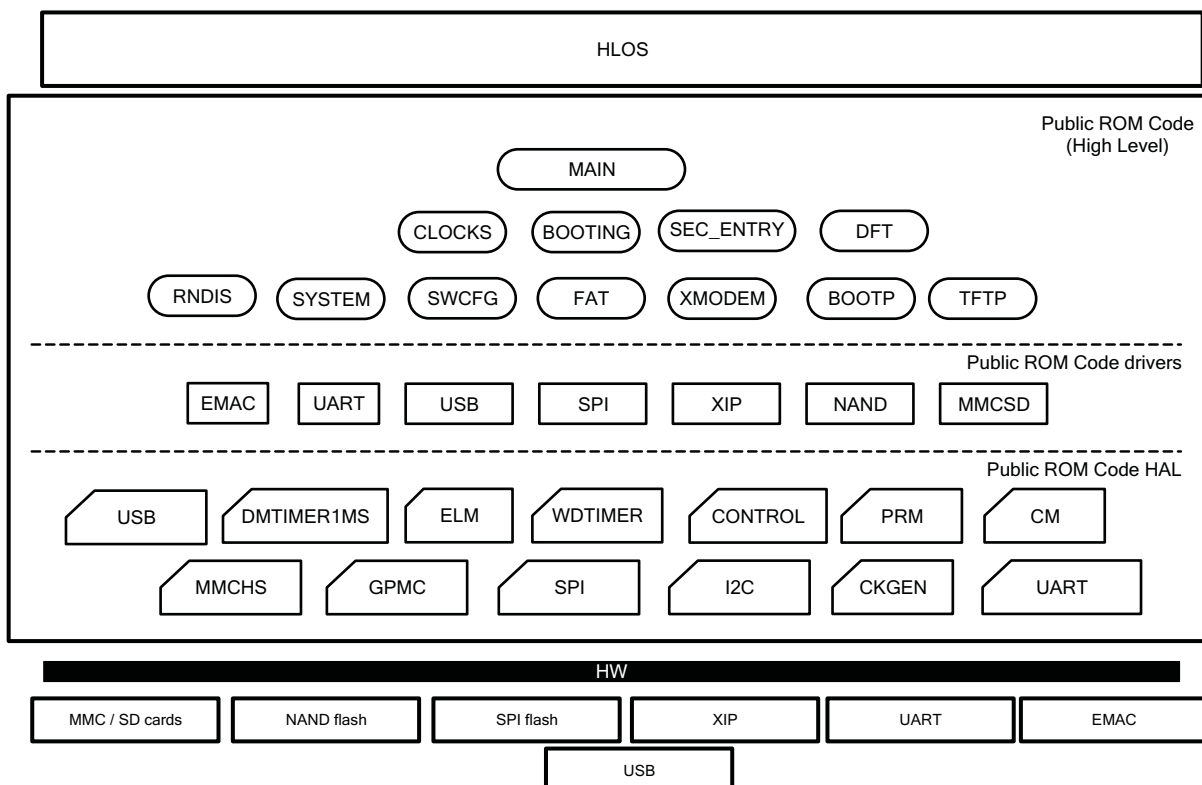 HLOS
Public ROM Code
(High Level)
MAIN
CLOCKS BOOTING SEC_ENTRY DFT
RNDIS SYSTEM SWCFG FAT XMODEM BOOTP TFTP
Public ROM Code drivers
EMAC UART USB SPI XIP NAND MMCSD
Public ROM Code HAL
USB DMTIMER1MS ELM WDTIMER CONTROL PRM CM
MMCHS GPMC SPI I2C CKGEN UART
HW
MMC / SD cards NAND flash SPI flash XIP UART EMAC
USB